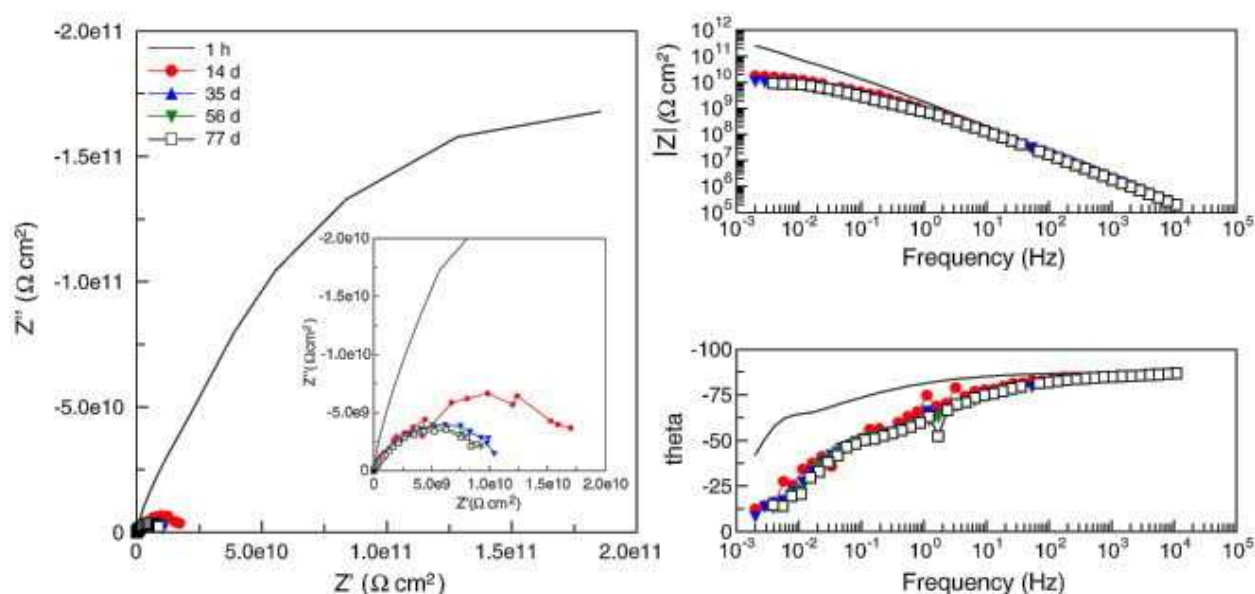 -2.0e11
-1.5e11
-1.0e11
-5.0e10
0
Z'' (Ω cm²)
1 h
14 d
35 d
56 d
77 d
-2.0e10
-1.5e10
-1.0e10
-5.0e9
0
Z''(Ωcm²)
0
5.0e9
1.0e10
1.5e10
2.0e10
Z'(Ω cm²)
0
5.0e10
1.0e11
1.5e11
2.0e11
Z' (Ω cm²)
10¹²
10¹¹
10¹⁰
10⁹
10⁸
10⁷
10⁶
10⁵
|Z| (Ω cm²)
10⁻³ 10⁻² 10⁻¹ 10⁰ 10¹ 10² 10³ 10⁴ 10⁵
Frequency (Hz)
-100
-75
-50
-25
0
theta
10⁻³ 10⁻² 10⁻¹ 10⁰ 10¹ 10² 10³ 10⁴ 10⁵
Frequency (Hz)